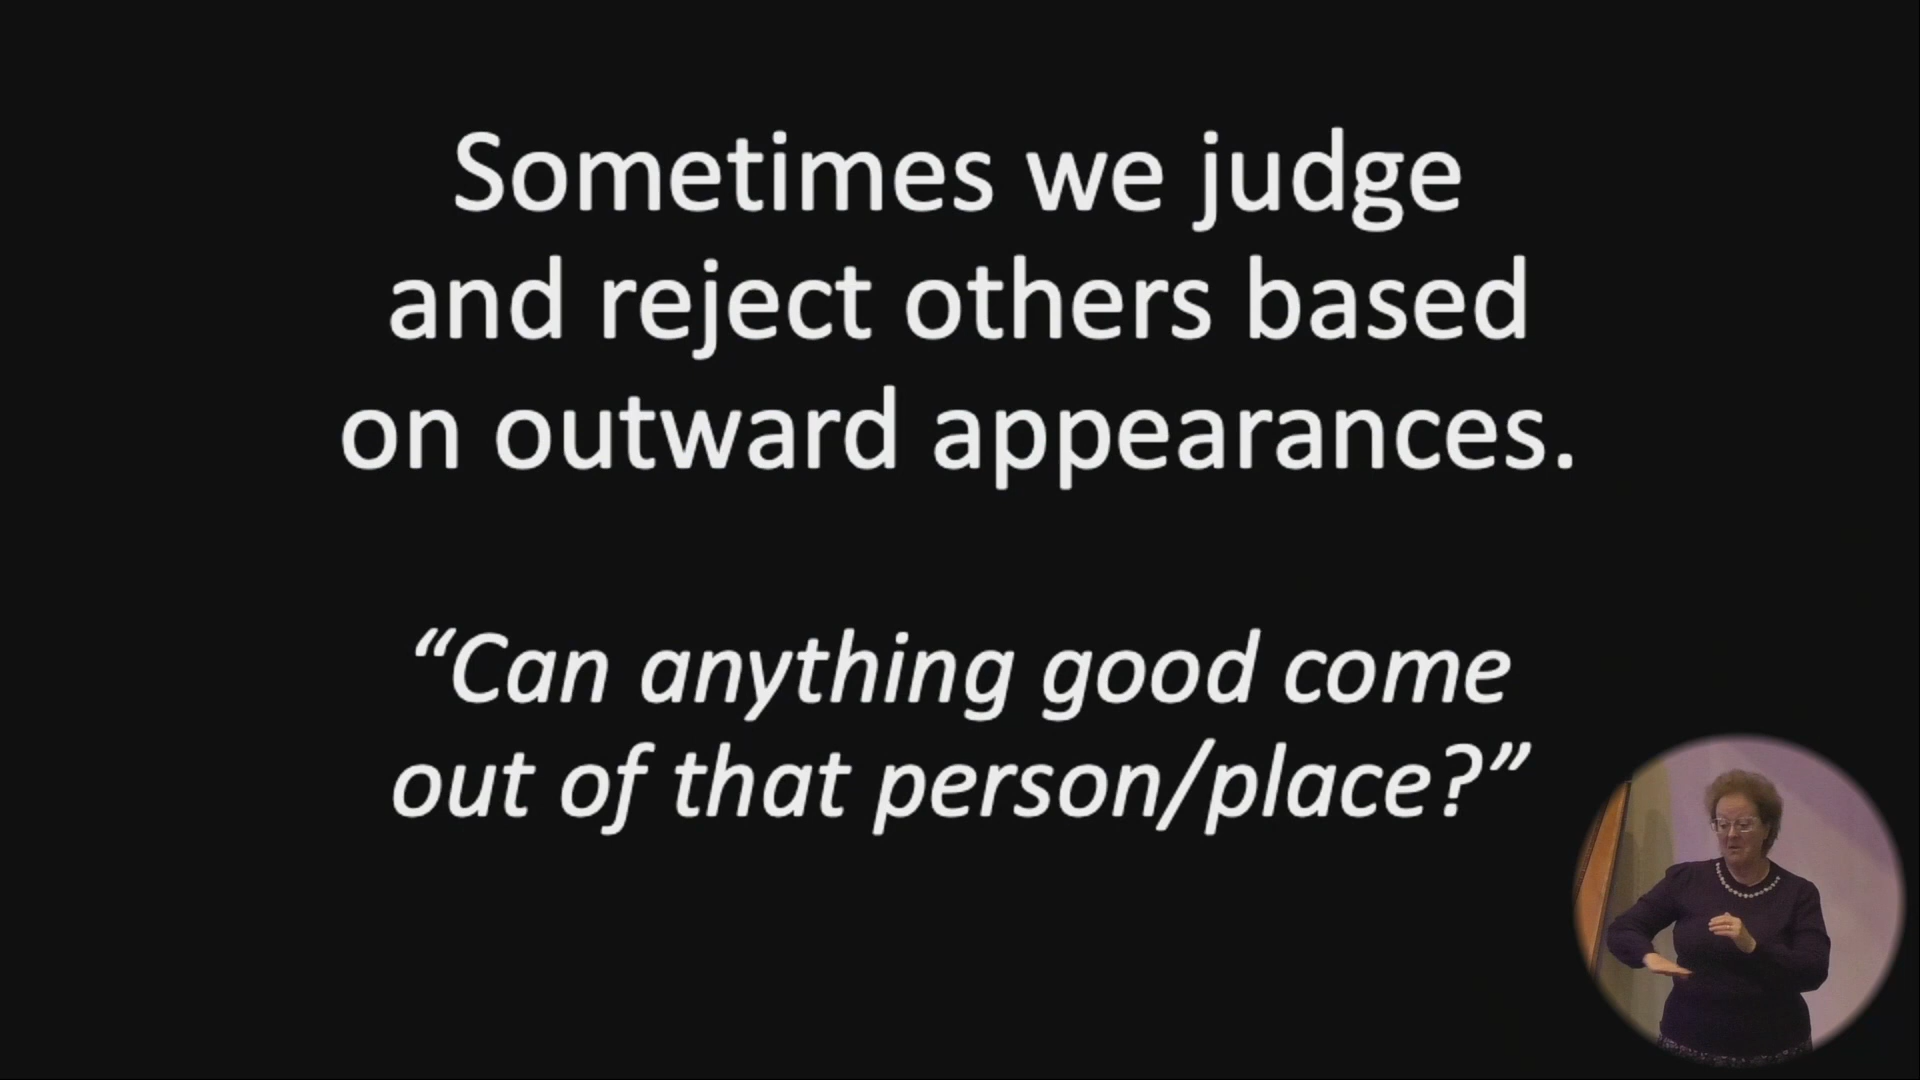 Sometimes we judge
and reject others based
on outward appearances.
“Can anything good come
out of that person/place?”